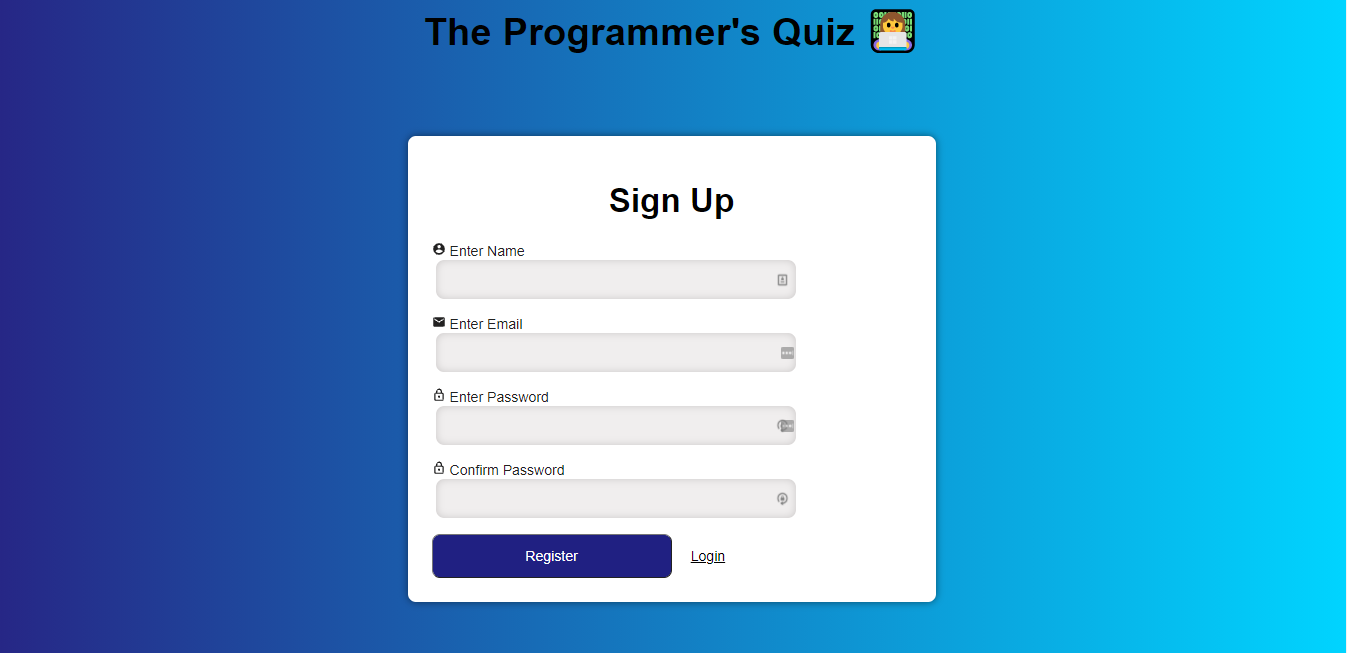 The Programmer's Quiz
Sign Up
Enter Name
Enter Email
Enter Password
Confirm Password
Register Login